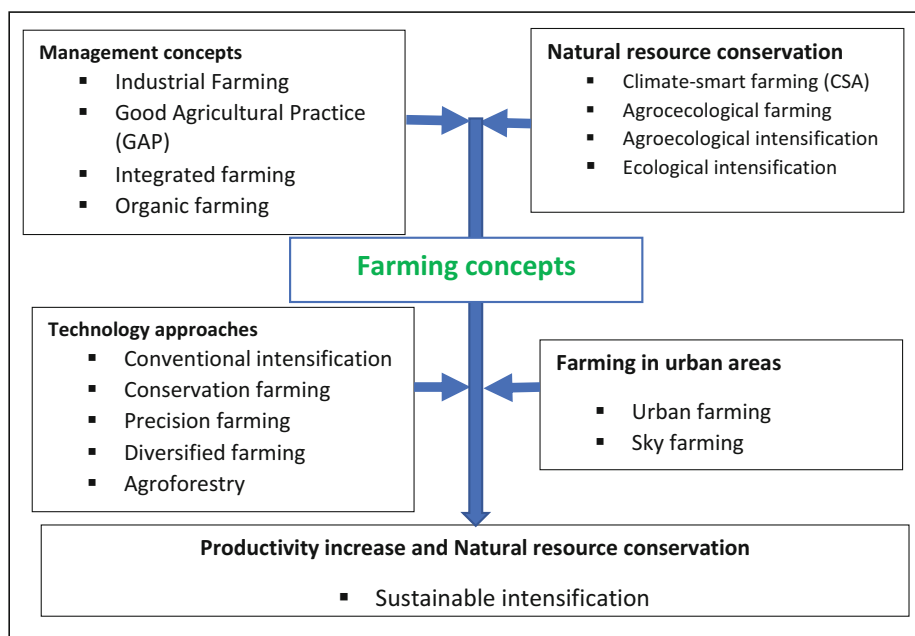 Management concepts
▪ Industrial Farming
▪ Good Agricultural Practice
(GAP)
▪ Integrated farming
▪ Organic farming
Natural resource conservation
▪ Climate-smart farming (CSA)
▪ Agrocecological farming
▪ Agroecological intensification
▪ Ecological intensification
Farming concepts
Technology approaches
▪ Conventional intensification
▪ Conservation farming
▪ Precision farming
▪ Diversified farming
▪ Agroforestry
Farming in urban areas
▪ Urban farming
▪ Sky farming
Productivity increase and Natural resource conservation
▪ Sustainable intensification